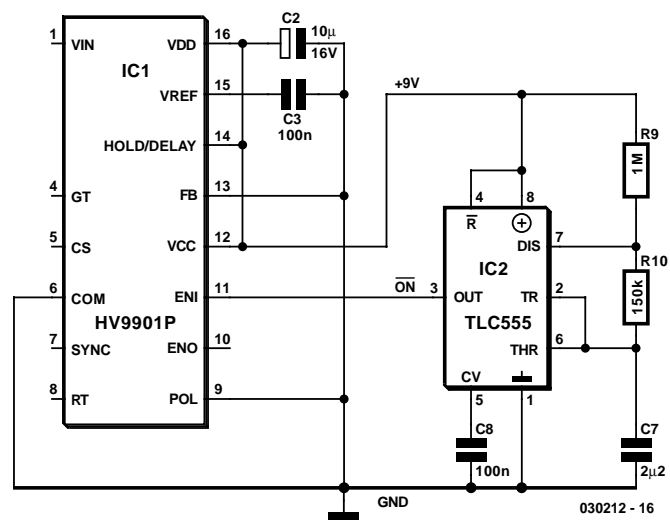 1
VIN
4
GT
5
CS
6
COM
7
SYNC
8
RT
IC1
HV9901P
VDD
16
VREF
15
HOLD/DELAY
14
FB
13
VCC
12
ENI
11
ENO
10
POL
9
C2
10µ
16V
C3
100n
+9V
ON
3
OUT
4
R
8
IC2
TLC555
DIS
7
TR
2
THR
6
CV
5
1
R9
1M
R10
150k
C8
100n
C7
2µ2
GND
030212 - 16